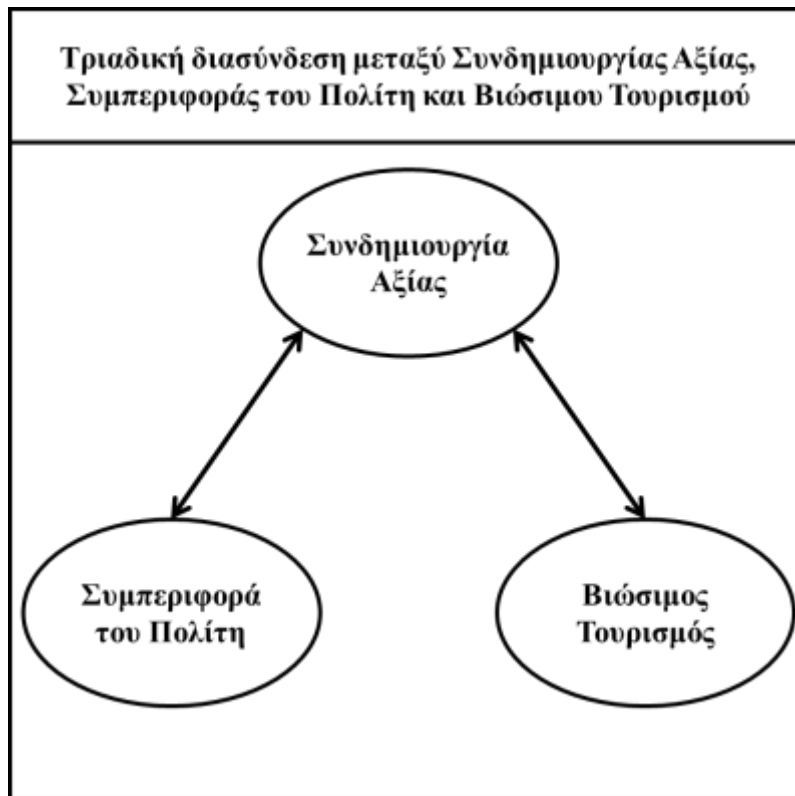 Τριαδική διασύνδεση μεταξύ Συνδημιουργίας Αξίας,
Συμπεριφοράς του Πολίτη και Βιώσιμου Τουρισμού
Συνδημιουργία
Αξίας
Συμπεριφορά
του Πολίτη
Βιώσιμος
Τουρισμός